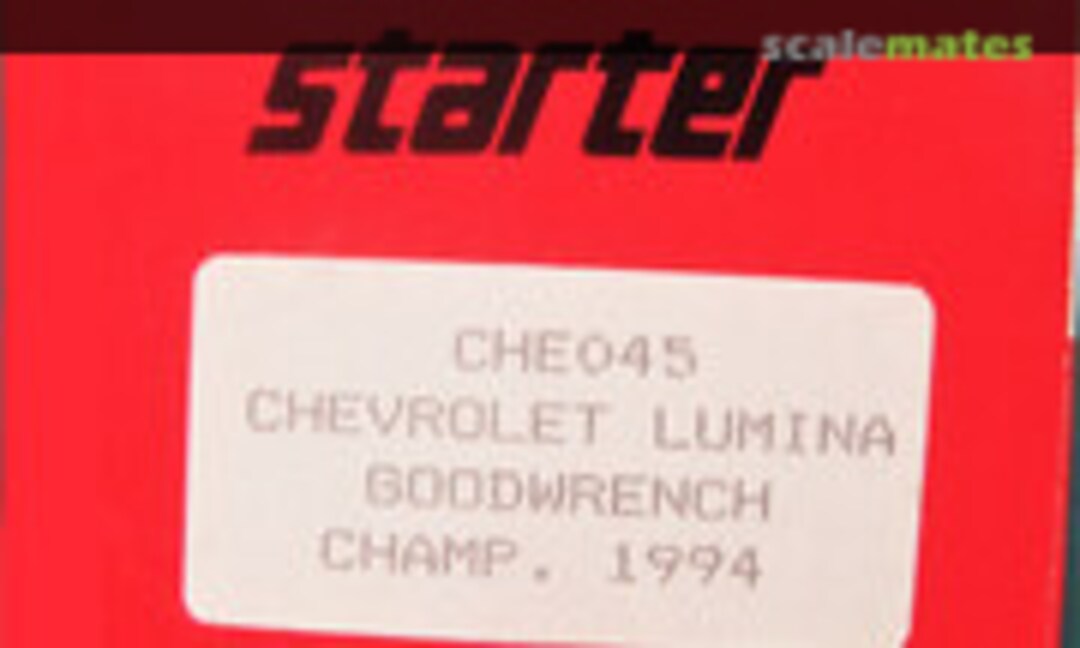 scalemates
starter
CHE045
CHEVROLET LUMINA
GOODWRENCH
CHAMP. 1994